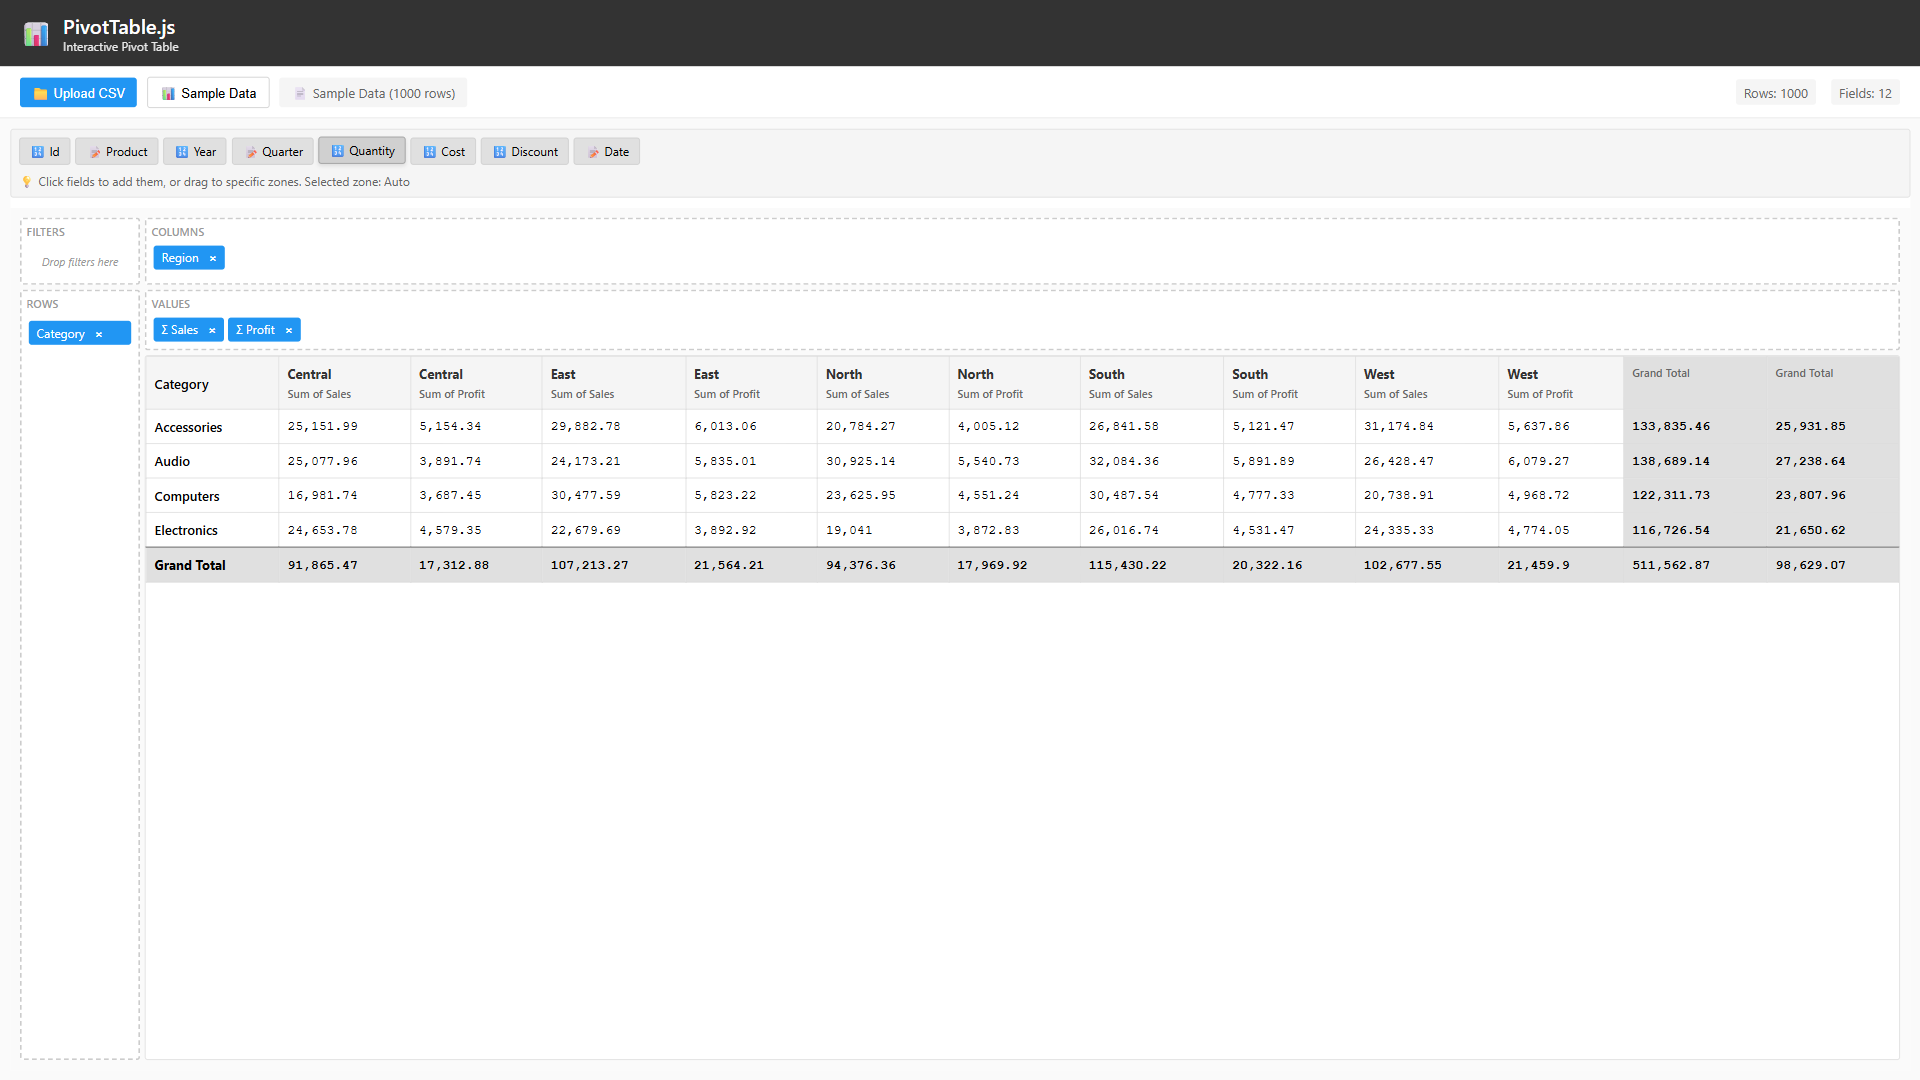 PivotTable.js
Interactive Pivot Table
Upload CSV Sample Data Sample Data (1000 rows) Rows: 1000 Fields: 12
Id Product Year Quarter Quantity Cost Discount Date
Click fields to add them, or drag to specific zones. Selected zone: Auto
FILTERS
Drop filters here
COLUMNS
Region ×
ROWS
Category ×
VALUES
Σ Sales × Σ Profit ×
Category Central Central East East North North South South West West Grand Total Grand Total
Sum of Sales Sum of Profit Sum of Sales Sum of Profit Sum of Sales Sum of Profit Sum of Sales Sum of Profit Sum of Sales Sum of Profit
Accessories 25,151.99 5,154.34 29,882.78 6,013.06 20,784.27 4,005.12 26,841.58 5,121.47 31,174.84 5,637.86 133,835.46 25,931.85
Audio 25,077.96 3,891.74 24,173.21 5,835.01 30,925.14 5,540.73 32,084.36 5,891.89 26,428.47 6,079.27 138,689.14 27,238.64
Computers 16,981.74 3,687.45 30,477.59 5,823.22 23,625.95 4,551.24 30,487.54 4,777.33 20,738.91 4,968.72 122,311.73 23,807.96
Electronics 24,653.78 4,579.35 22,679.69 3,892.92 19,041 3,872.83 26,016.74 4,531.47 24,335.33 4,774.05 116,726.54 21,650.62
Grand Total 91,865.47 17,312.88 107,213.27 21,564.21 94,376.36 17,969.92 115,430.22 20,322.16 102,677.55 21,459.9 511,562.87 98,629.07